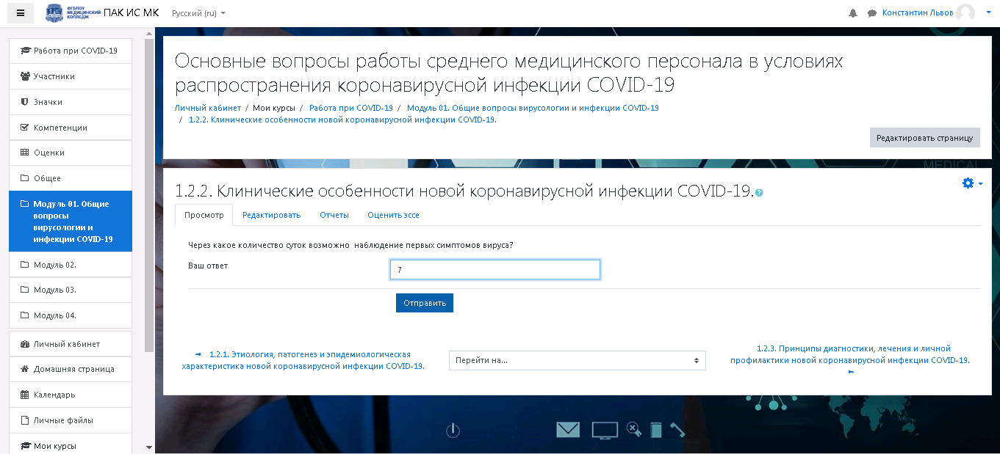 ФГБПОУ
МЕДИЦИНСКИЙ
КОЛЛЕДЖ
ПАК ИС МК
Русский (ru)
Константин Львов
Работа при COVID-19
Участники
Значки
Компетенции
Оценки
Общее
Модуль 01. Общие
вопросы
вирусологии и
инфекции COVID-19
Модуль 02.
Модуль 03.
Модуль 04.
Личный кабинет
Домашняя страница
Календарь
Личные файлы
Мои курсы
Основные вопросы работы среднего медицинского персонала в условиях
распространения коронавирусной инфекции COVID-19
Личный кабинет / Мои курсы / Работа при COVID-19 / Модуль 01. Общие вопросы вирусологии и инфекции COVID-19
/ 1.2.2. Клинические особенности новой коронавирусной инфекции COVID-19.
Редактировать страницу
MEDICAL
1.2.2. Клинические особенности новой коронавирусной инфекции COVID-19.
Просмотр
Редактировать
Отчеты
Оценить эссе
Через какое количество суток возможно наблюдение первых симптомов вируса?
Ваш ответ
7
Отправить
◄ 1.2.1. Этиология, патогенез и эпидемиологическая
характеристика новой коронавирусной инфекции COVID-19.
Перейти на...
1.2.3. Принципы диагностики, лечения и личной
профилактики новой коронавирусной инфекции COVID-19.
►